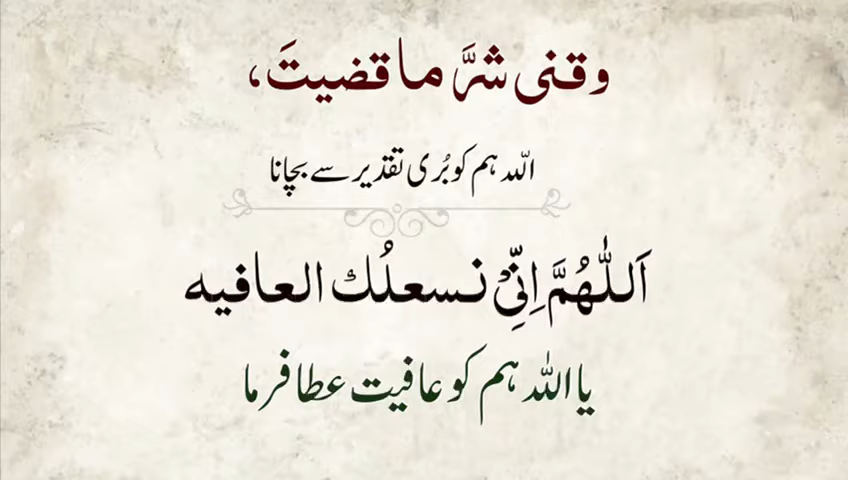 وقنی شرَّ ما قضیتَ،
اللّہ ہم کو بُری تقدیر سے بچانا
اَللّٰهُمَّ اِنِّیْ نسعلُك العافیه
یا اللہ ہم کو عافیت عطا فرما